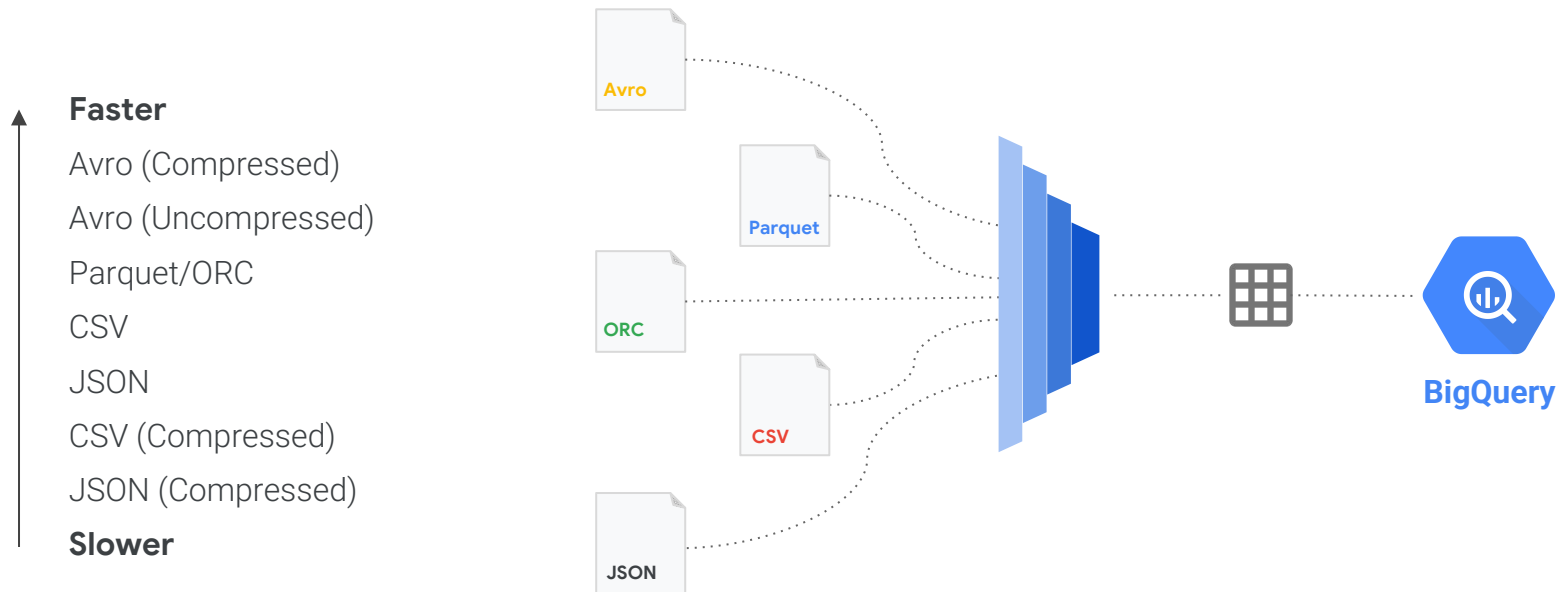 Faster
Avro (Compressed)
Avro (Uncompressed)
Parquet/ORC
CSV
JSON
CSV (Compressed)
JSON (Compressed)
Slower
Avro
Parquet
ORC
CSV
JSON
BigQuery